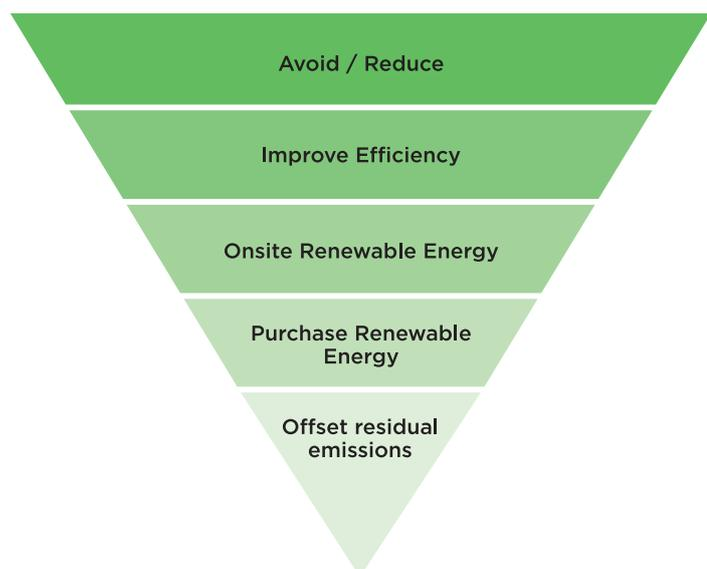 Avoid / Reduce
Improve Efficiency
Onsite Renewable Energy
Purchase Renewable
Energy
Offset residual
emissions